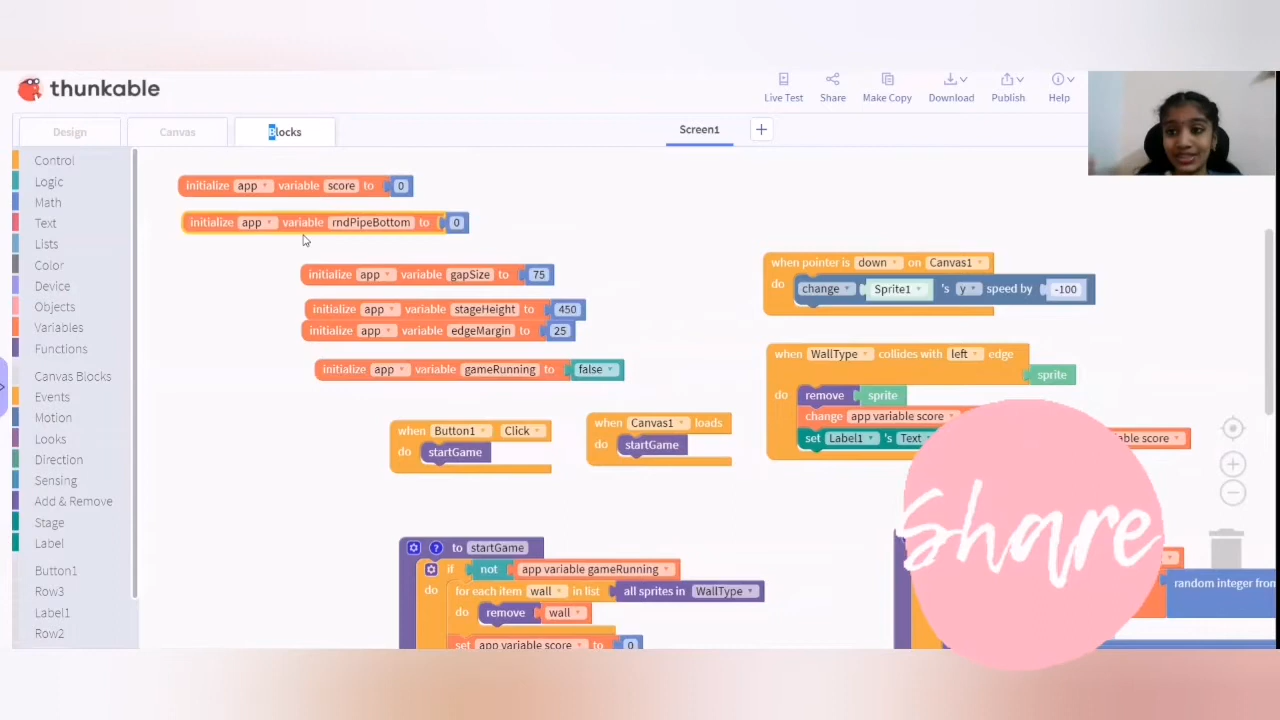 thunkable
Live Test
Share
Make Copy
Download
Publish
Help
Design
Canvas
Blocks
Screen1
+
Control
Logic
Math
Text
Lists
Color
Device
Objects
Variables
Functions
Canvas Blocks
Events
Motion
Looks
Direction
Sensing
Add & Remove
Stage
Label
Button1
Row3
Label1
Row2
initialize app variable score to 0
initialize app variable rndPipeBottom to 0
initialize app variable gapSize to 75
initialize app variable stageHeight to 450
initialize app variable edgeMargin to 25
initialize app variable gameRunning to false
when Button1 Click
do startGame
when Canvas1 loads
do startGame
when pointer is down on Canvas1
do change Sprite1 's y speed by -100
when WallType collides with left edge
sprite
do remove sprite
change app variable score
set Label1 's Text
score
? to startGame
if not app variable gameRunning
do for each item wall in list all sprites in WallType
do remove wall
set app variable score to 0
random integer from
Share